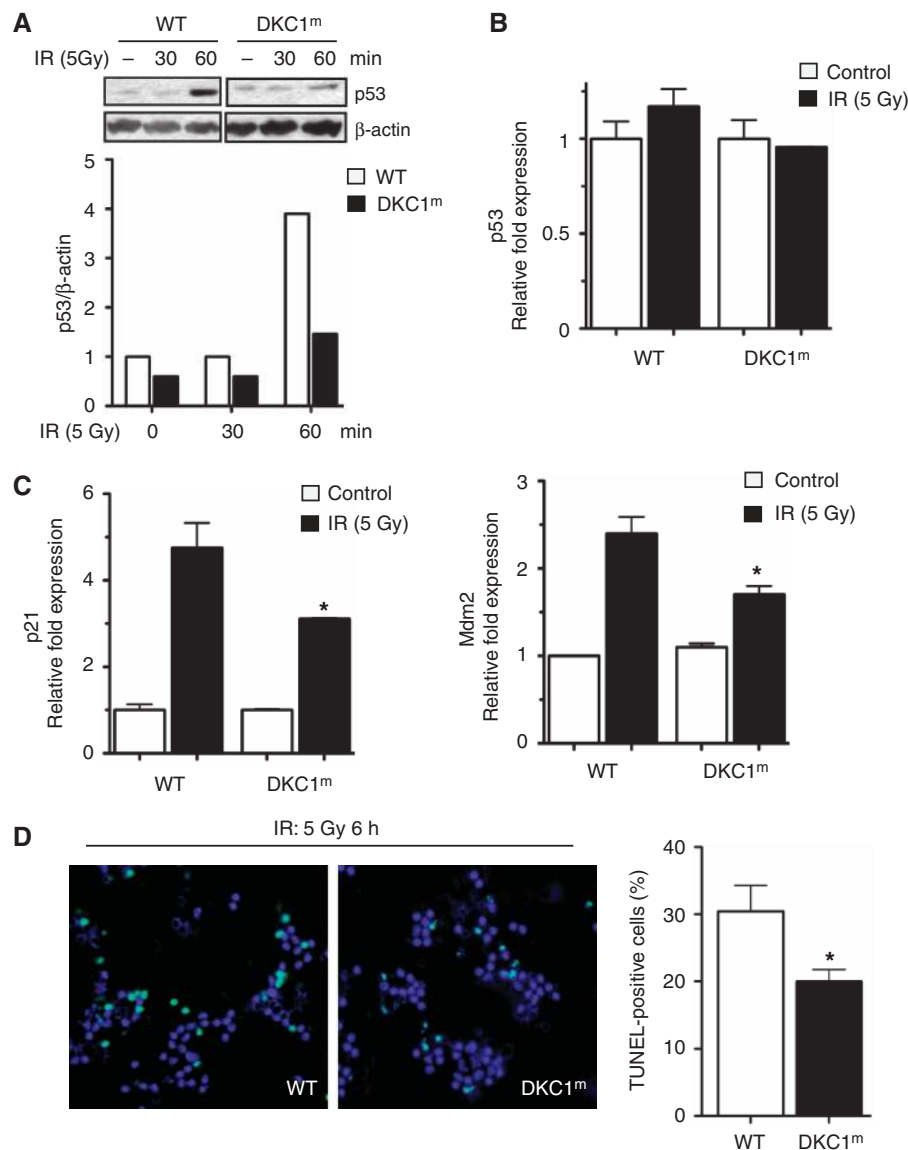 A
WT DKC1ᵐ
IR (5Gy) – 30 60 – 30 60 min
p53
β-actin
5
4
3
2
1
0
p53/β-actin
WT
DKC1ᵐ
IR (5 Gy) 0 30 60 min
B
Control
IR (5 Gy)
p53
Relative fold expression
1
0.5
0
WT DKC1ᵐ
C
Control
IR (5 Gy)
p21
Relative fold expression
6
4
2
0
*
WT DKC1ᵐ
Control
IR (5 Gy)
Mdm2
Relative fold expression
3
2
1
0
*
WT DKC1ᵐ
D
IR: 5 Gy 6 h
WT
DKC1ᵐ
TUNEL-positive cells (%)
40
30
20
10
0
*
WT DKC1ᵐ